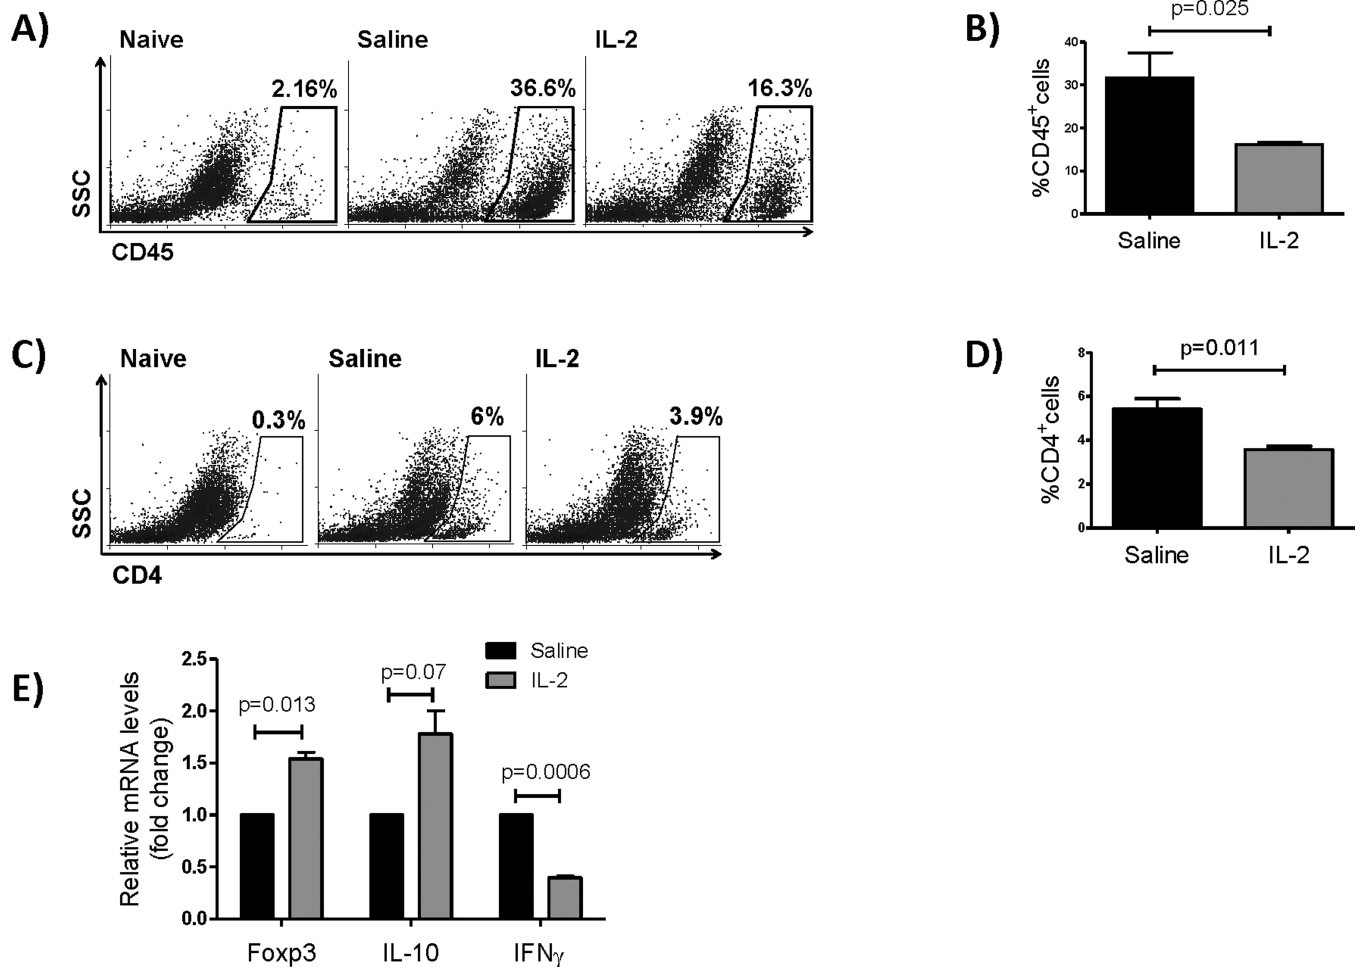 A)
Naive
Saline
IL-2
2.16%
36.6%
16.3%
SSC
CD45
B)
p=0.025
%CD45⁺cells
40
30
20
10
0
Saline
IL-2
C)
Naive
Saline
IL-2
0.3%
6%
3.9%
SSC
CD4
D)
p=0.011
%CD4⁺cells
8
6
4
2
0
Saline
IL-2
E)
Saline
IL-2
Relative mRNA levels
(fold change)
2.5
2.0
1.5
1.0
0.5
0.0
p=0.013
p=0.07
p=0.0006
Foxp3
IL-10
IFNγ